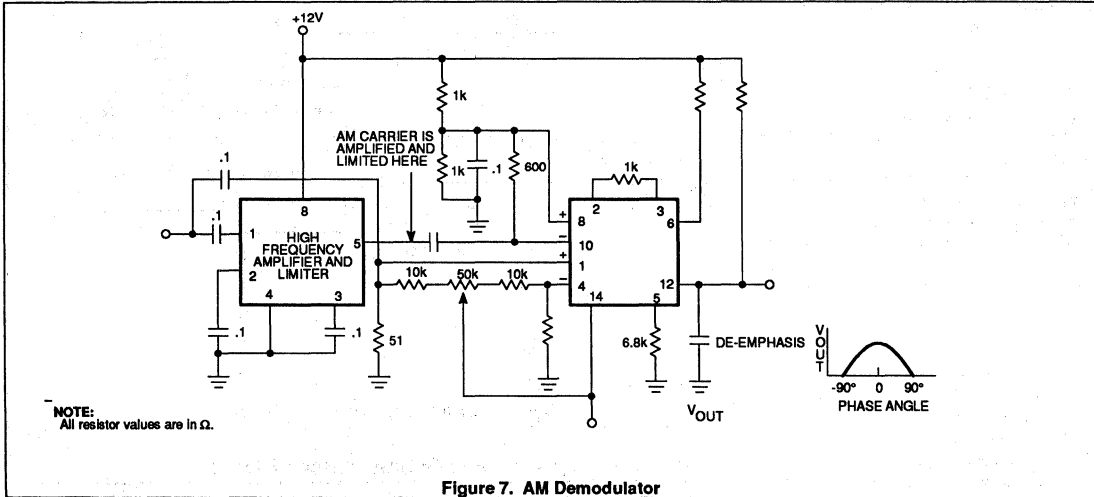 +12V
1k
AM CARRIER IS
AMPLIFIED AND
LIMITED HERE
1k
.1
600
.1
.1
8
1
HIGH
FREQUENCY
AMPLIFIER AND
LIMITER
5
2
4
3
.1
.1
51
10k
50k
10k
1k
2
3
+
8
6
–
10
+
1
–
4
12
14
5
6.8k
DE-EMPHASIS
VOUT
VOUT
-90°
0
90°
PHASE ANGLE
NOTE:
All resistor values are in Ω.
Figure 7. AM Demodulator